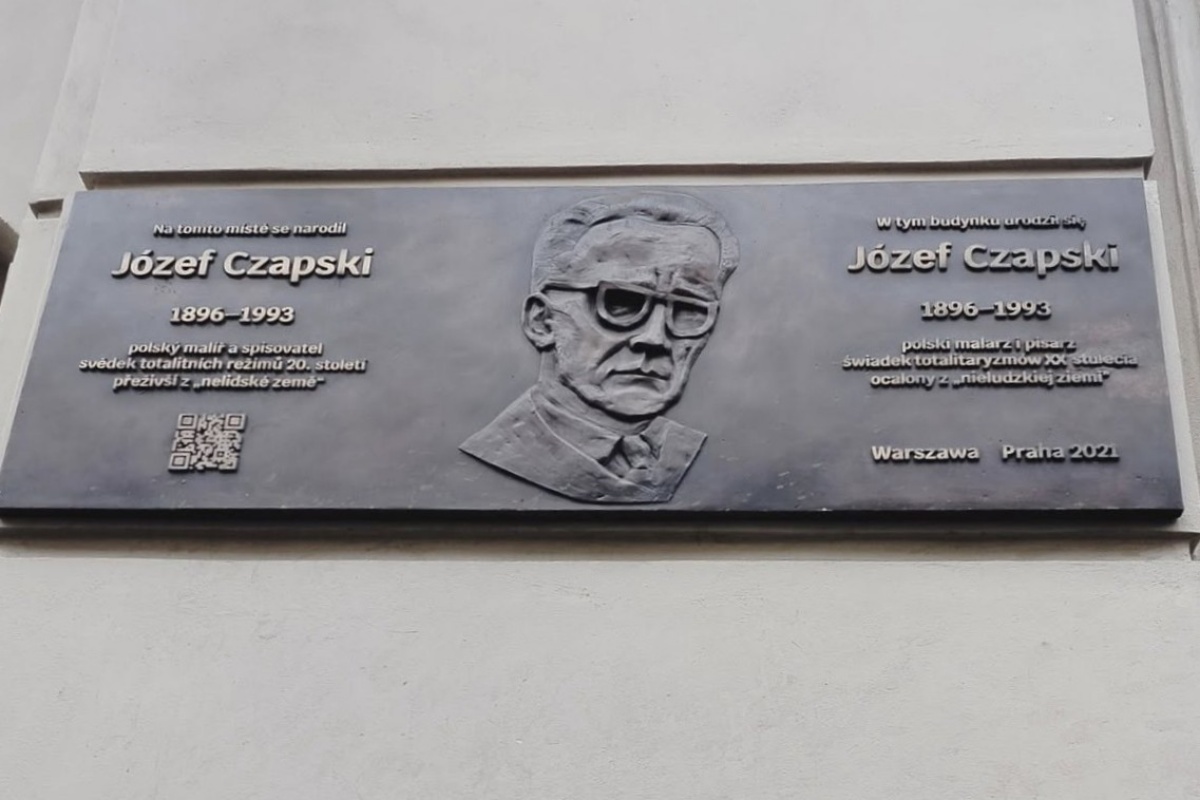 Na tomto místě se narodil
Józef Czapski
1896–1993
polský malíř a spisovatel
svědek totalitních režimů 20. století
přeživší z „nelidské země“
W tym budynku urodził się
Józef Czapski
1896–1993
polski malarz i pisarz
świadek totalitaryzmów XX stulecia
ocalony z „nieludzkiej ziemi”
Warszawa Praha 2021